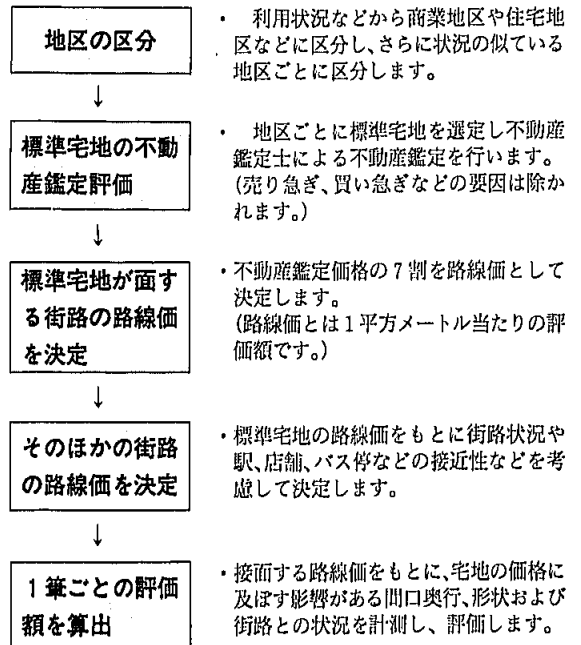 地区の区分
・ 利用状況などから商業地区や住宅地
区などに区分し、さらに状況の似ている
地区ごとに区分します。
↓
標準宅地の不動
産鑑定評価
・ 地区ごとに標準宅地を選定し不動産
鑑定士による不動産鑑定を行います。
(売り急ぎ、買い急ぎなどの要因は除か
れます。)
↓
標準宅地が面す
る街路の路線価
を決定
・不動産鑑定価格の7割を路線価として
決定します。
(路線価とは1平方メートル当たりの評
価額です。)
↓
そのほかの街路
の路線価を決定
・標準宅地の路線価をもとに街路状況や
駅、店舗、バス停などの接近性などを考
慮して決定します。
↓
1筆ごとの評価
額を算出
・接面する路線価をもとに、宅地の価格に
及ぼす影響がある間口奥行、形状および
街路との状況を計測し、評価します。